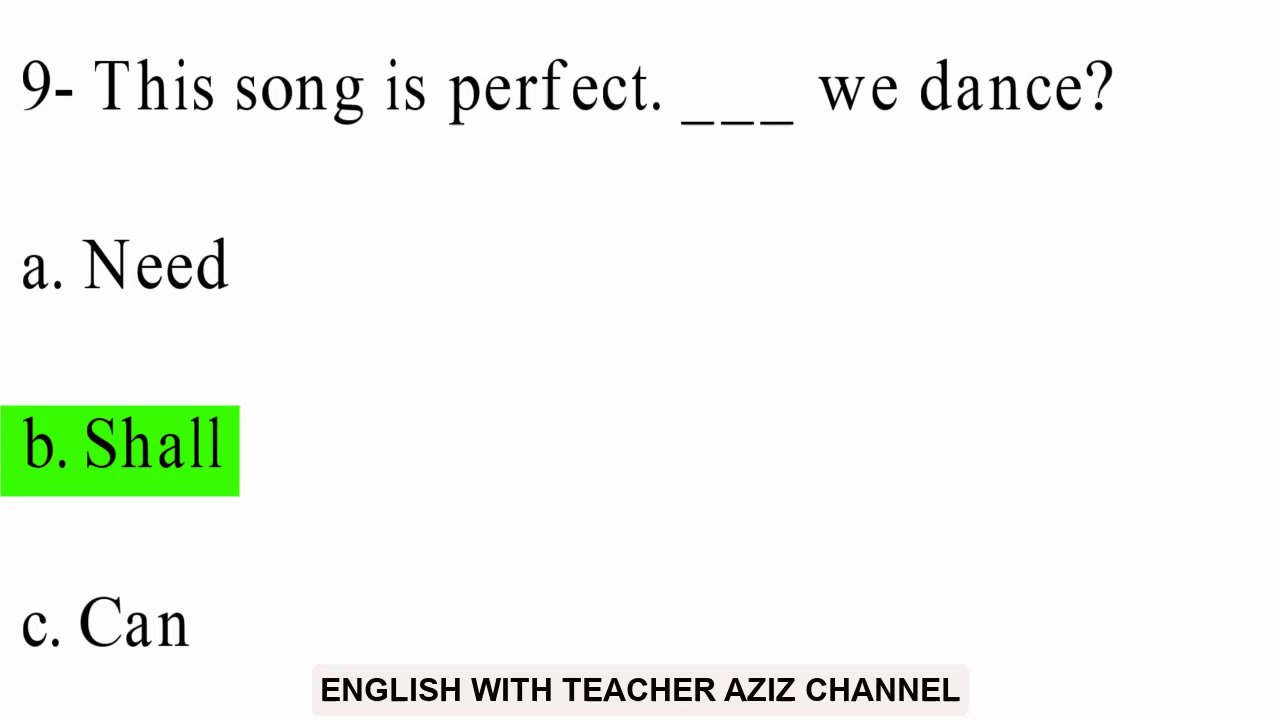 9- This song is perfect. ___ we dance?
a. Need
b. Shall
c. Can
ENGLISH WITH TEACHER AZIZ CHANNEL